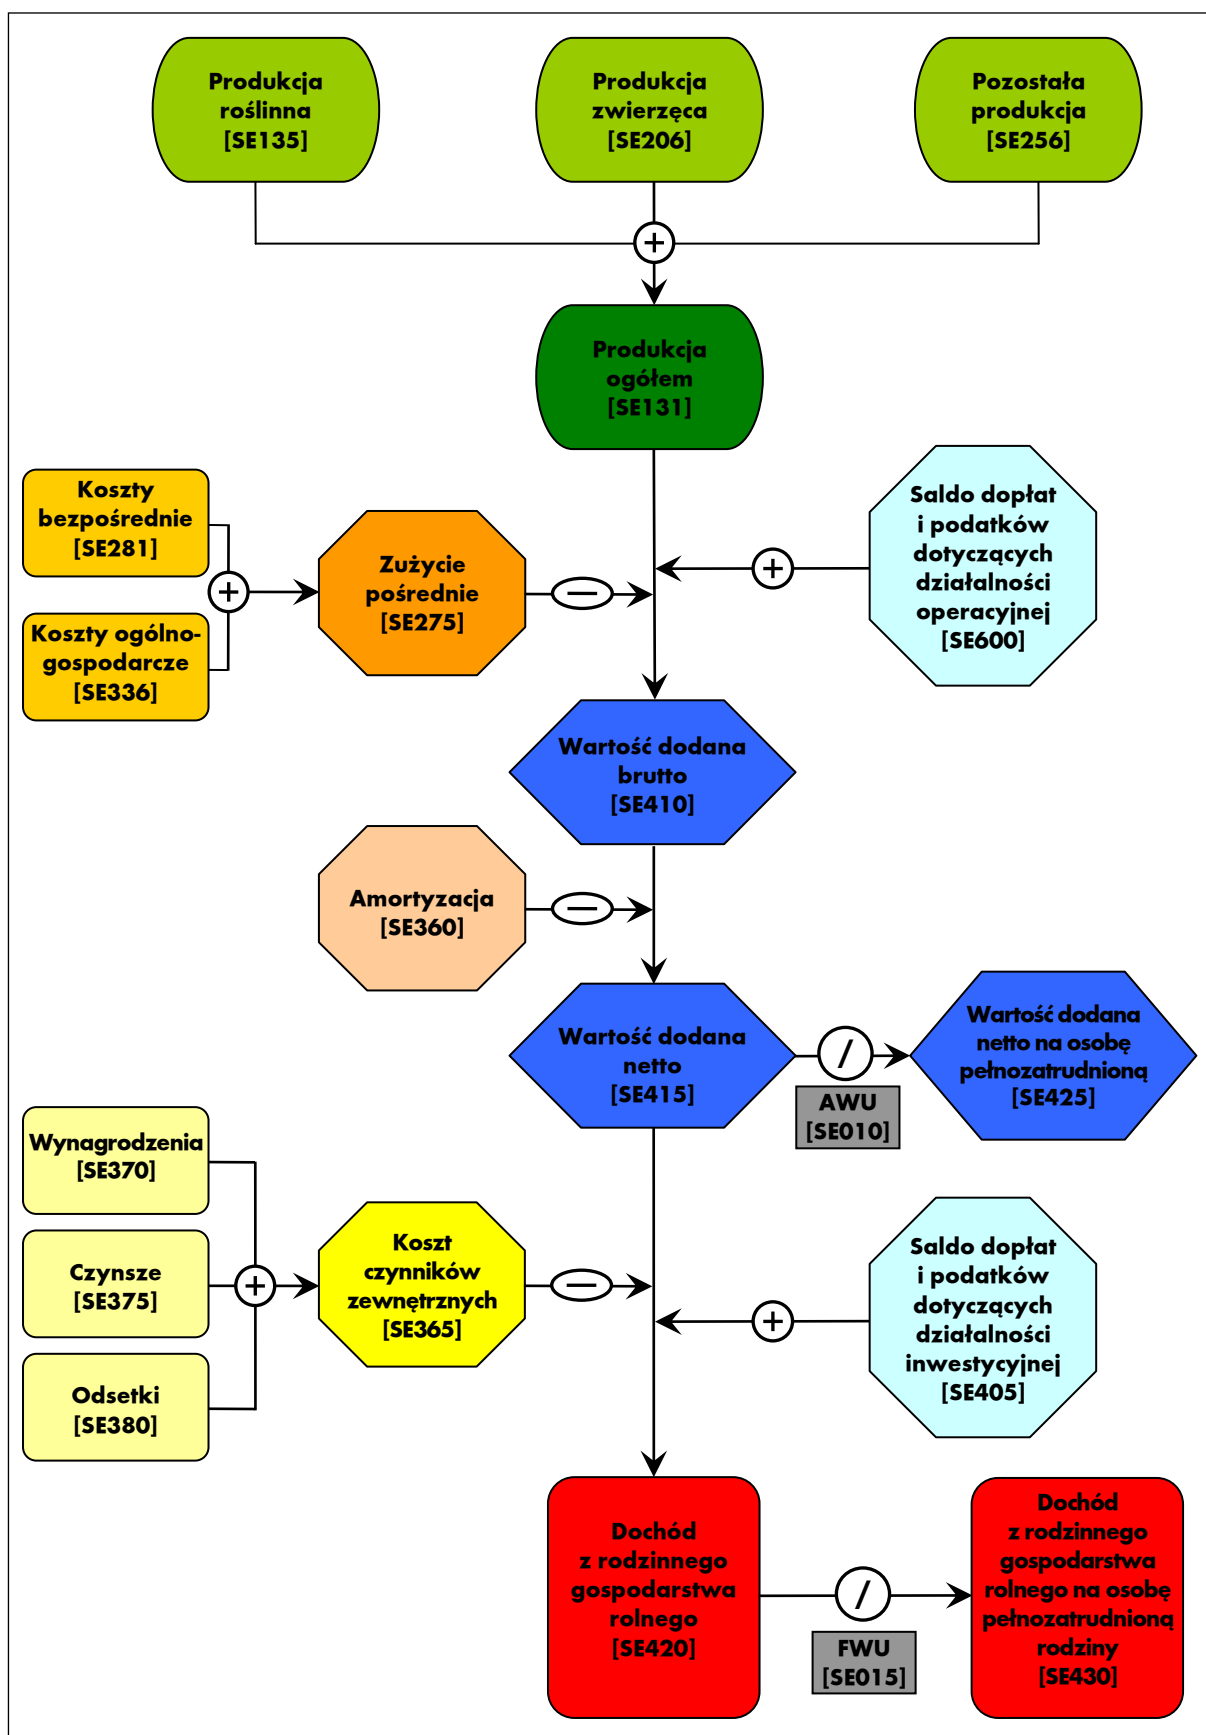 Produkcja
roślinna
[SE135]
Produkcja
zwierzęca
[SE206]
Pozostała
produkcja
[SE256]
+
Produkcja
ogółem
[SE131]
Koszty
bezpośrednie
[SE281]
+
Koszty ogólno-
gospodarcze
[SE336]
Zużycie
pośrednie
[SE275]
—
+
Saldo dopłat
i podatków
dotyczących
działalności
operacyjnej
[SE600]
Wartość dodana
brutto
[SE410]
Amortyzacja
[SE360]
—
Wartość dodana
netto
[SE415]
/
AWU
[SE010]
Wartość dodana
netto na osobę
pełnozatrudnioną
[SE425]
Wynagrodzenia
[SE370]
Czynsze
[SE375]
+
Odsetki
[SE380]
Koszt
czynników
zewnętrznych
[SE365]
—
+
Saldo dopłat
i podatków
dotyczących
działalności
inwestycyjnej
[SE405]
Dochód
z rodzinnego
gospodarstwa
rolnego
[SE420]
/
FWU
[SE015]
Dochód
z rodzinnego
gospodarstwa
rolnego na osobę
pełnozatrudnioną
rodziny
[SE430]